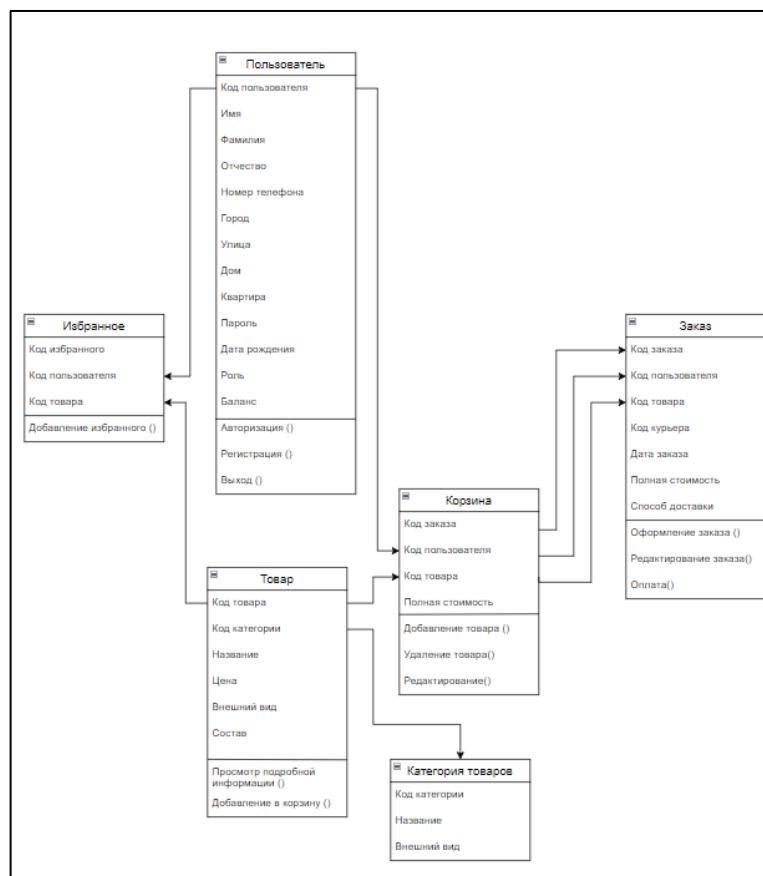 Пользователь
Код пользователя
Имя
Фамилия
Отчество
Номер телефона
Город
Улица
Дом
Квартира
Пароль
Дата рождения
Роль
Баланс
Авторизация ()
Регистрация ()
Выход ()
Избранное
Код избранного
Код пользователя
Код товара
Добавление избранного ()
Заказ
Код заказа
Код пользователя
Код товара
Код курьера
Дата заказа
Полная стоимость
Способ доставки
Оформление заказа ()
Редактирование заказа()
Оплата()
Корзина
Код заказа
Код пользователя
Код товара
Полная стоимость
Добавление товара ()
Удаление товара()
Редактирование()
Товар
Код товара
Код категории
Название
Цена
Внешний вид
Состав
Просмотр подробной
информации ()
Добавление в корзину ()
Категория товаров
Код категории
Название
Внешний вид